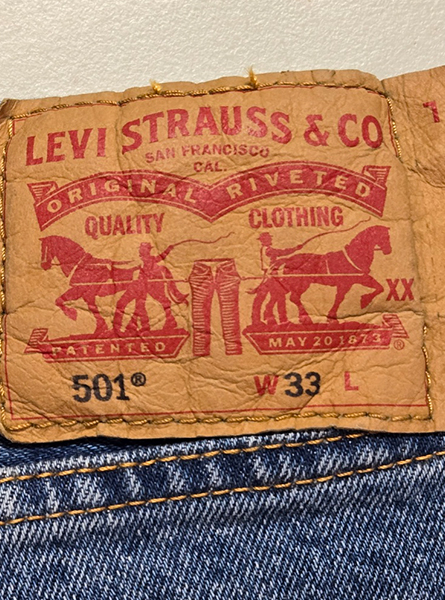 LEVI STRAUSS & CO
SAN FRANCISCO
CAL.
ORIGINAL RIVETED
QUALITY CLOTHING
XX
PATENTED MAY 20 1873 ®
501® W33 L